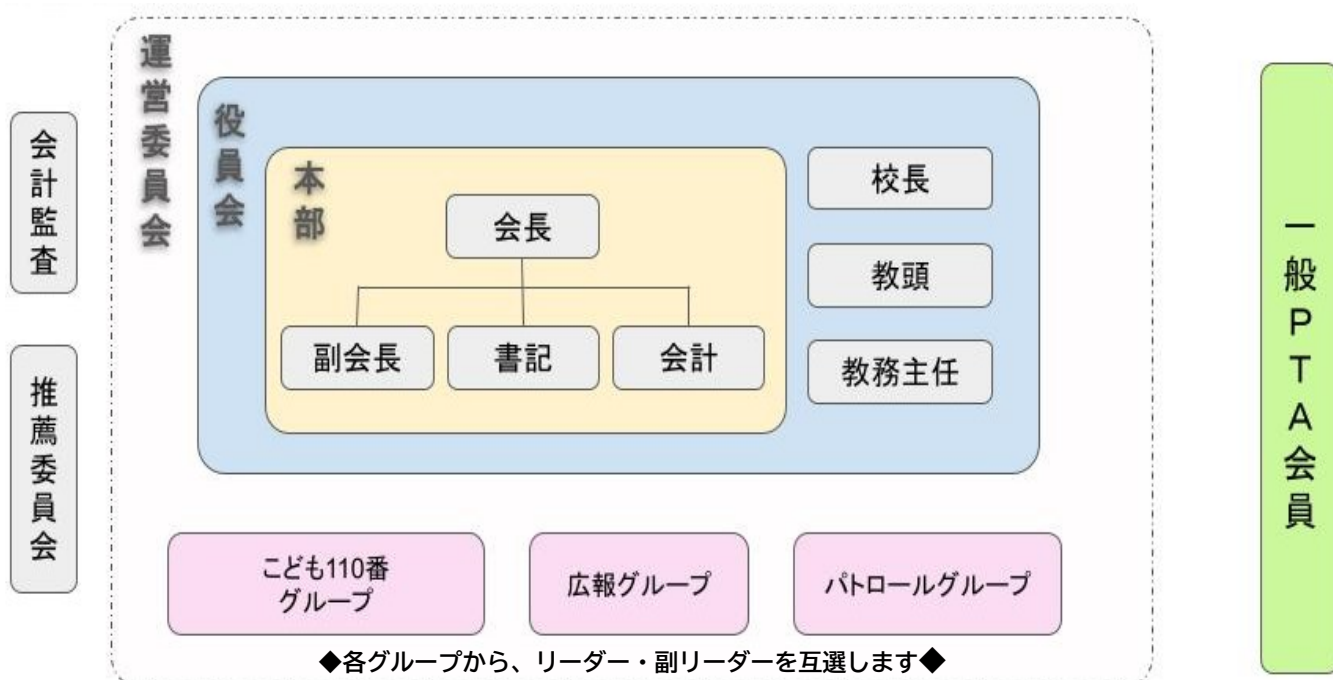 運営委員会
役員会
本部
会長
副会長
書記
会計
校長
教頭
教務主任
会計監査
推薦委員会
こども110番
グループ
広報グループ
パトロールグループ
◆各グループから、リーダー・副リーダーを互選します◆
一般PTA会員